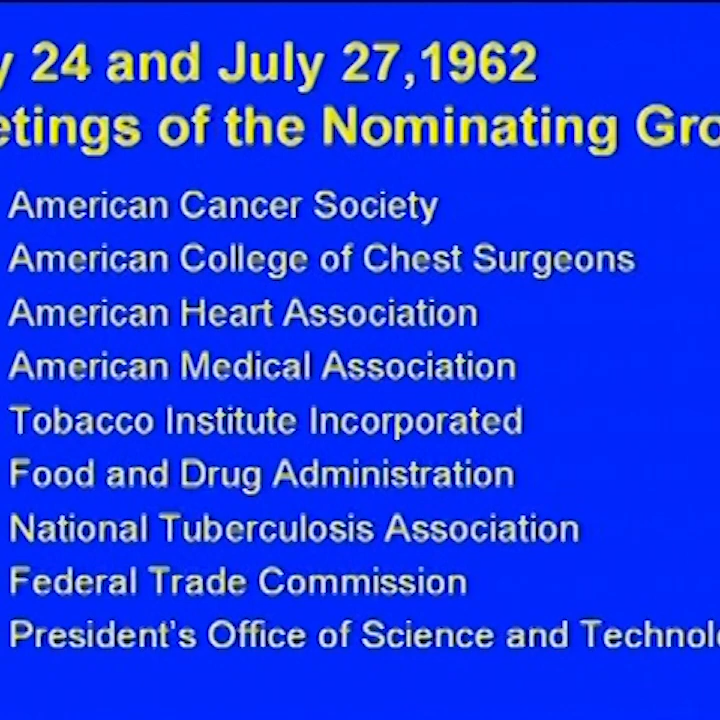 y 24 and July 27,1962
etings of the Nominating Gro
American Cancer Society
American College of Chest Surgeons
American Heart Association
American Medical Association
Tobacco Institute Incorporated
Food and Drug Administration
National Tuberculosis Association
Federal Trade Commission
President's Office of Science and Technolo